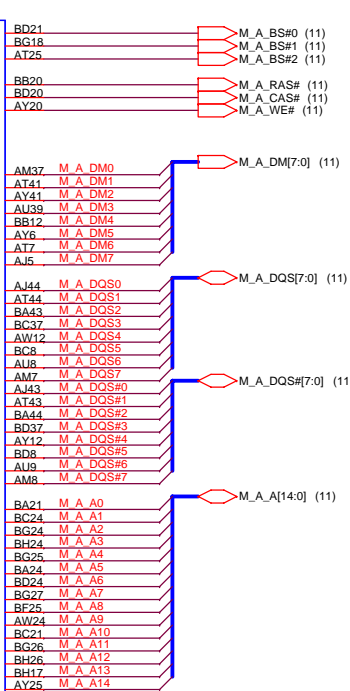 BD21 M_A_BS#0 (11)
BG18 M_A_BS#1 (11)
AT25 M_A_BS#2 (11)
BB20 M_A_RAS# (11)
BD20 M_A_CAS# (11)
AY20 M_A_WE# (11)
M_A_DM[7:0] (11)
AM37 M_A_DM0
AT41 M_A_DM1
AY41 M_A_DM2
AU39 M_A_DM3
BB12 M_A_DM4
AY6 M_A_DM5
AT7 M_A_DM6
AJ5 M_A_DM7
M_A_DQS[7:0] (11)
AJ44 M_A_DQS0
AT44 M_A_DQS1
BA43 M_A_DQS2
BC37 M_A_DQS3
AW12 M_A_DQS4
BC8 M_A_DQS5
AU8 M_A_DQS6
AM7 M_A_DQS7
M_A_DQS#[7:0] (11
AJ43 M_A_DQS#0
AT43 M_A_DQS#1
BA44 M_A_DQS#2
BD37 M_A_DQS#3
AY12 M_A_DQS#4
BD8 M_A_DQS#5
AU9 M_A_DQS#6
AM8 M_A_DQS#7
M_A_A[14:0] (11)
BA21 M_A_A0
BC24 M_A_A1
BG24 M_A_A2
BH24 M_A_A3
BG25 M_A_A4
BA24 M_A_A5
BD24 M_A_A6
BG27 M_A_A7
BF25 M_A_A8
AW24 M_A_A9
BC21 M_A_A10
BG26 M_A_A11
BH26 M_A_A12
BH17 M_A_A13
AY25 M_A_A14